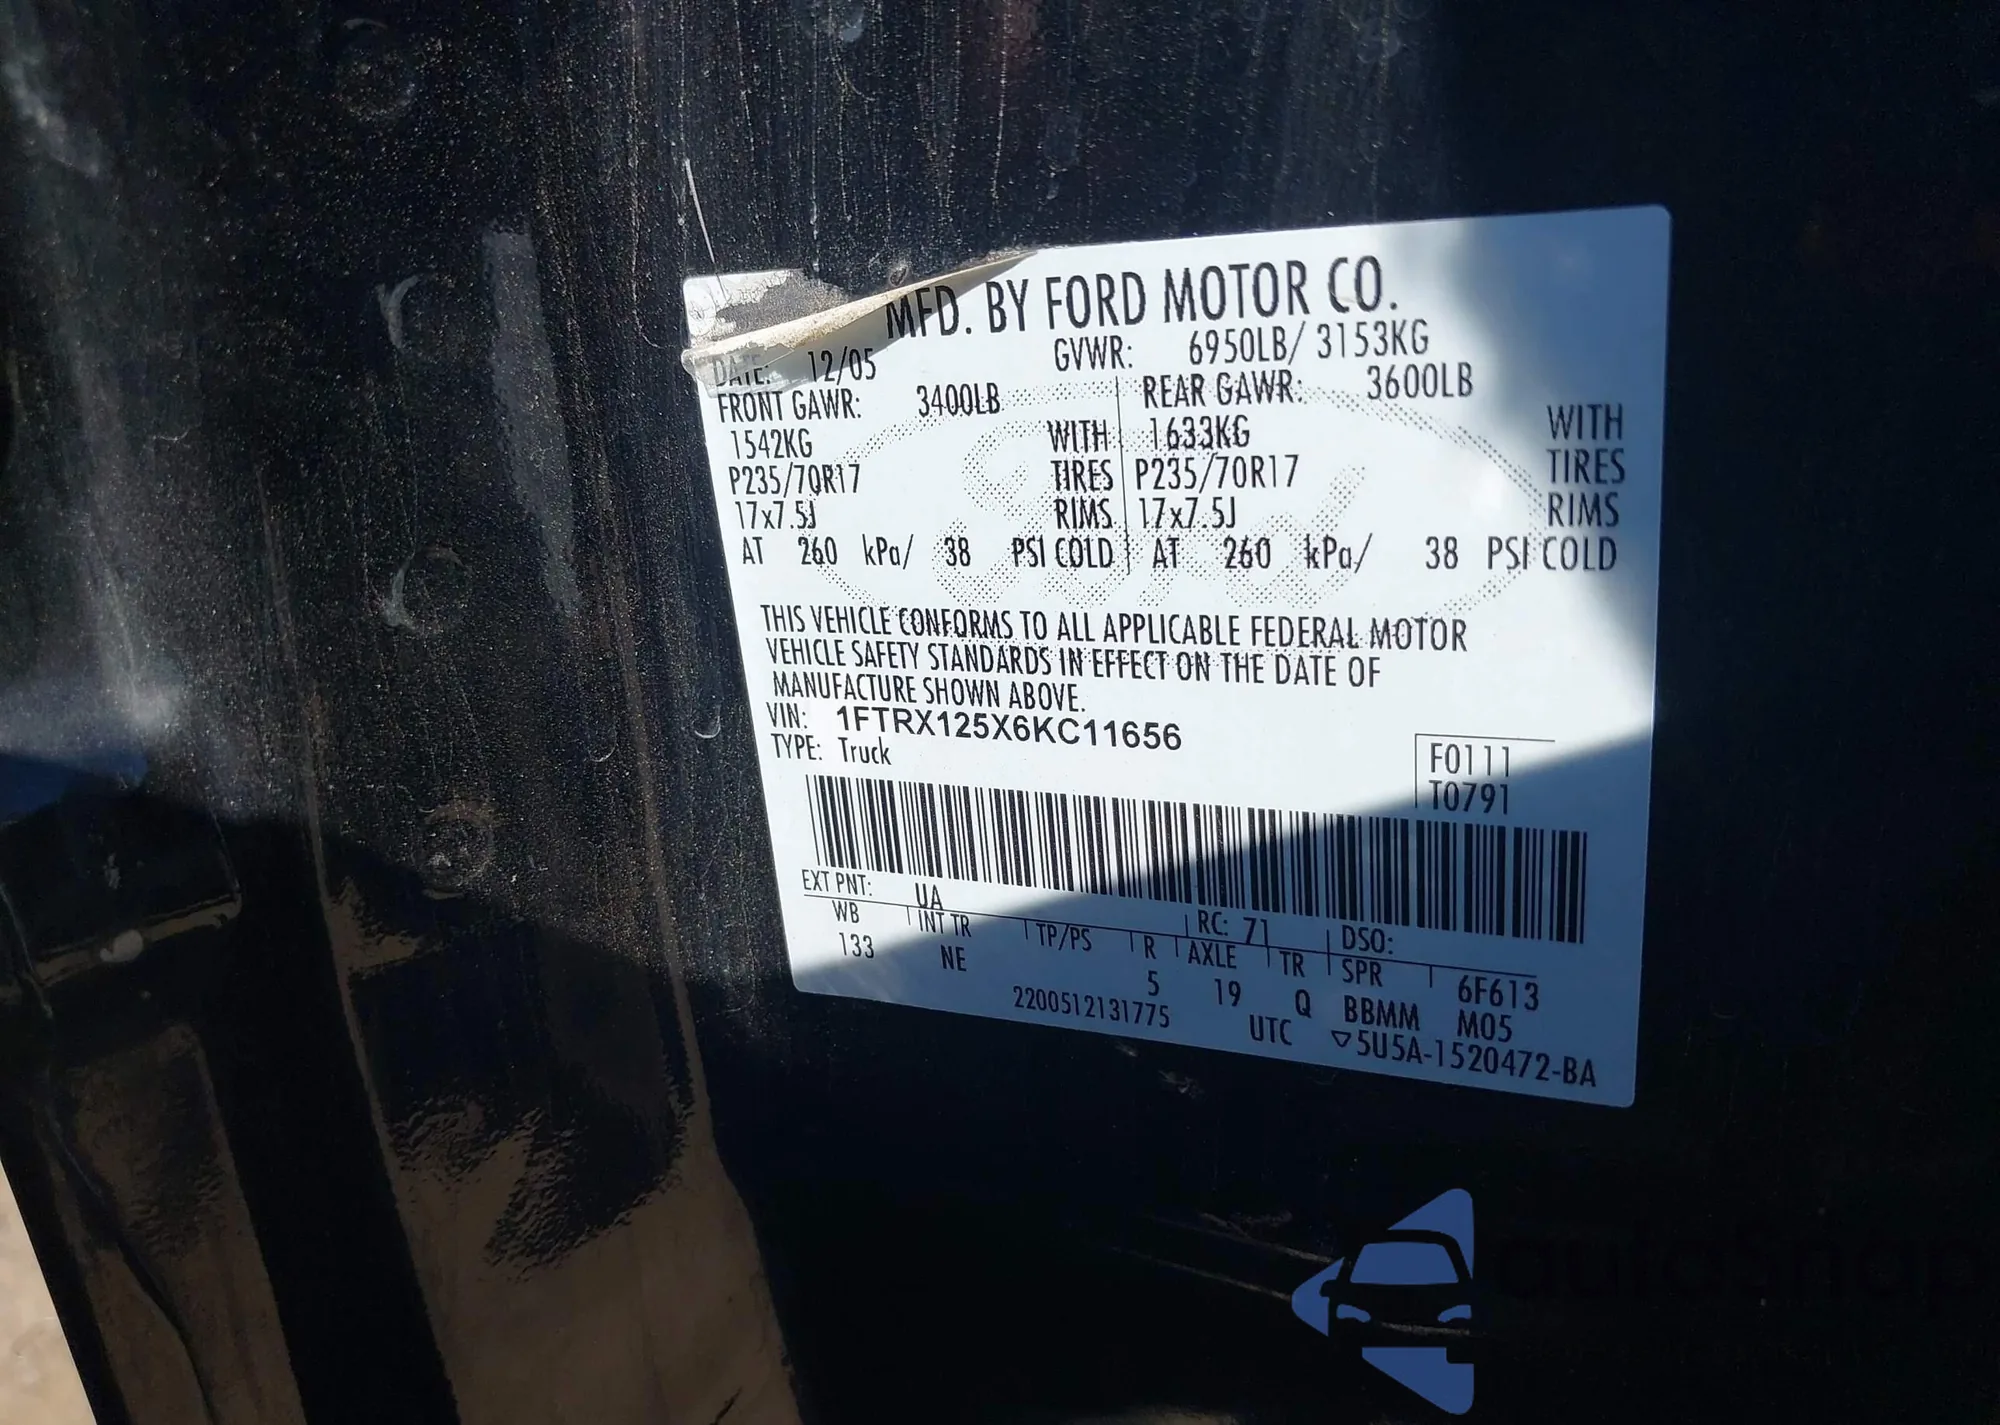 MFD. BY FORD MOTOR CO.
DATE: 12/05 GVWR: 6950LB/ 3153KG
FRONT GAWR: 3400LB REAR GAWR: 3600LB
1542KG WITH 1633KG WITH
P235/70R17 TIRES P235/70R17 TIRES
17x7.5J RIMS 17x7.5J RIMS
AT 260 kPa/ 38 PSI COLD AT 260 kPa/ 38 PSI COLD
THIS VEHICLE CONFORMS TO ALL APPLICABLE FEDERAL MOTOR
VEHICLE SAFETY STANDARDS IN EFFECT ON THE DATE OF
MANUFACTURE SHOWN ABOVE.
VIN: 1FTRX125X6KC11656
TYPE: Truck
F0111
T0791
EXT PNT: UA RC: 71 DSO:
WB INT TR TP/PS R AXLE TR SPR 6F613
133 NE 5 19 Q BBMM M05
2200512131775 UTC ▽5U5A-1520472-BA
autosnap